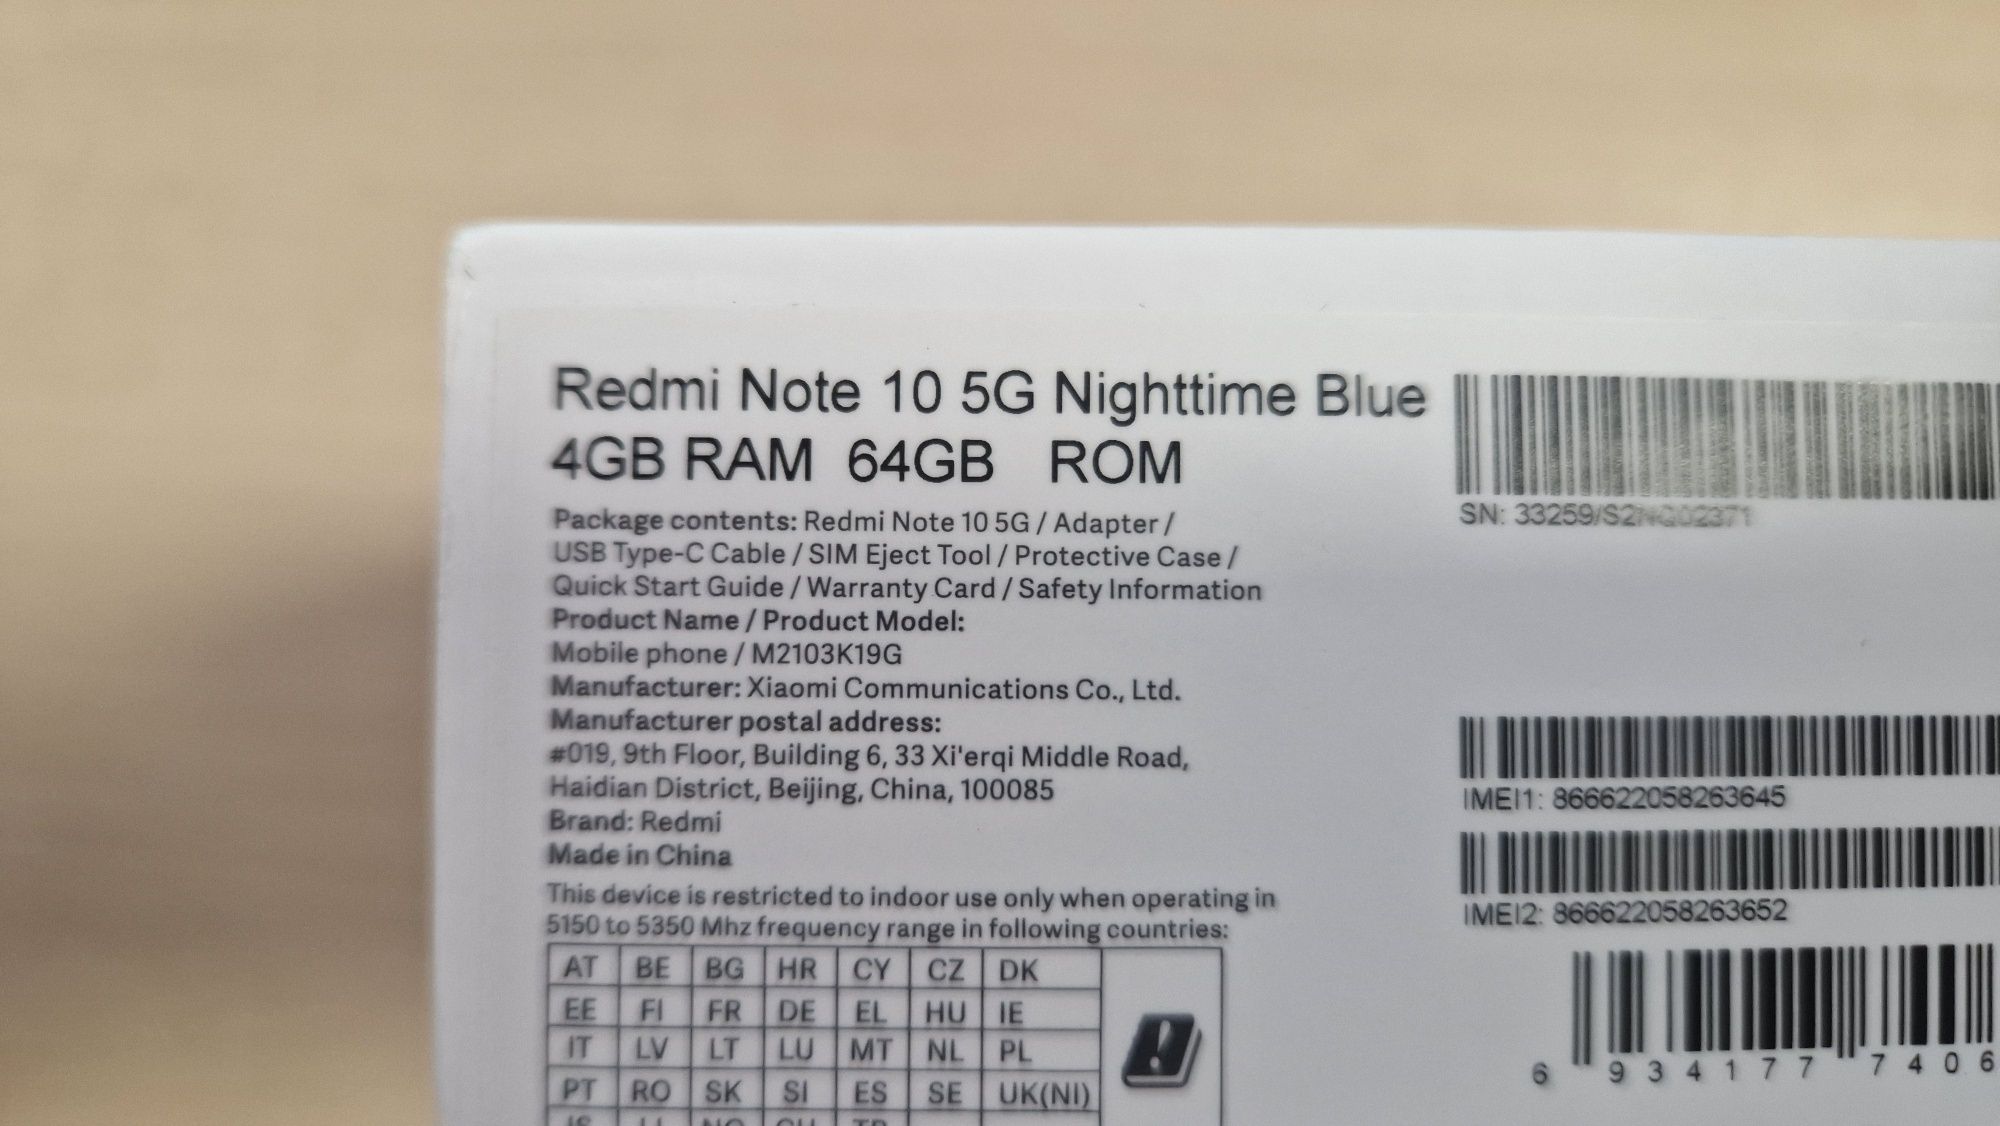 Redmi Note 10 5G Nighttime Blue
4GB RAM 64GB ROM
Package contents: Redmi Note 10 5G / Adapter /
USB Type-C Cable / SIM Eject Tool / Protective Case /
Quick Start Guide / Warranty Card / Safety Information
Product Name / Product Model:
Mobile phone / M2103K19G
Manufacturer: Xiaomi Communications Co., Ltd.
Manufacturer postal address:
#019, 9th Floor, Building 6, 33 Xi'erqi Middle Road,
Haidian District, Beijing, China, 100085
Brand: Redmi
Made in China
This device is restricted to indoor use only when operating in
5150 to 5350 Mhz frequency range in following countries:
AT BE BG HR CY CZ DK
EE FI FR DE EL HU IE
IT LV LT LU MT NL PL
PT RO SK SI ES SE UK(NI)
SN:
IMEI1: 866622058263645
IMEI2: 866622058263652
6 934177 7406